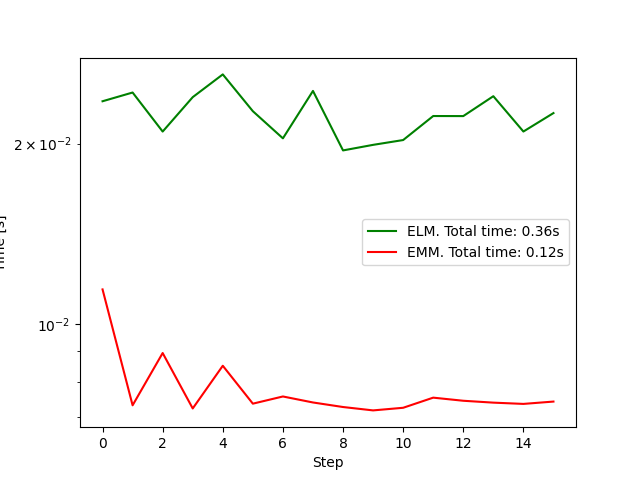 2 × 10⁻²
10⁻²
Time [s]
ELM. Total time: 0.36s
EMM. Total time: 0.12s
0 2 4 6 8 10 12 14
Step